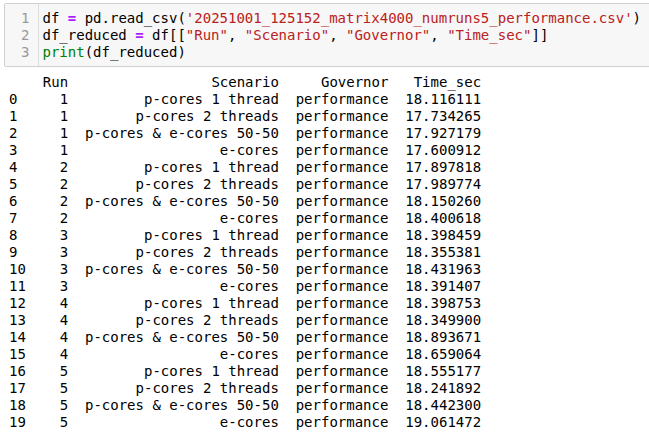 1 df = pd.read_csv('20251001_125152_matrix4000_numruns5_performance.csv')
2 df_reduced = df[["Run", "Scenario", "Governor", "Time_sec"]]
3 print(df_reduced)
Run Scenario Governor Time_sec
0 1 p-cores 1 thread performance 18.116111
1 1 p-cores 2 threads performance 17.734265
2 1 p-cores & e-cores 50-50 performance 17.927179
3 1 e-cores performance 17.600912
4 2 p-cores 1 thread performance 17.897818
5 2 p-cores 2 threads performance 17.989774
6 2 p-cores & e-cores 50-50 performance 18.150260
7 2 e-cores performance 18.400618
8 3 p-cores 1 thread performance 18.398459
9 3 p-cores 2 threads performance 18.355381
10 3 p-cores & e-cores 50-50 performance 18.431963
11 3 e-cores performance 18.391407
12 4 p-cores 1 thread performance 18.398753
13 4 p-cores 2 threads performance 18.349900
14 4 p-cores & e-cores 50-50 performance 18.893671
15 4 e-cores performance 18.659064
16 5 p-cores 1 thread performance 18.555177
17 5 p-cores 2 threads performance 18.241892
18 5 p-cores & e-cores 50-50 performance 18.442300
19 5 e-cores performance 19.061472